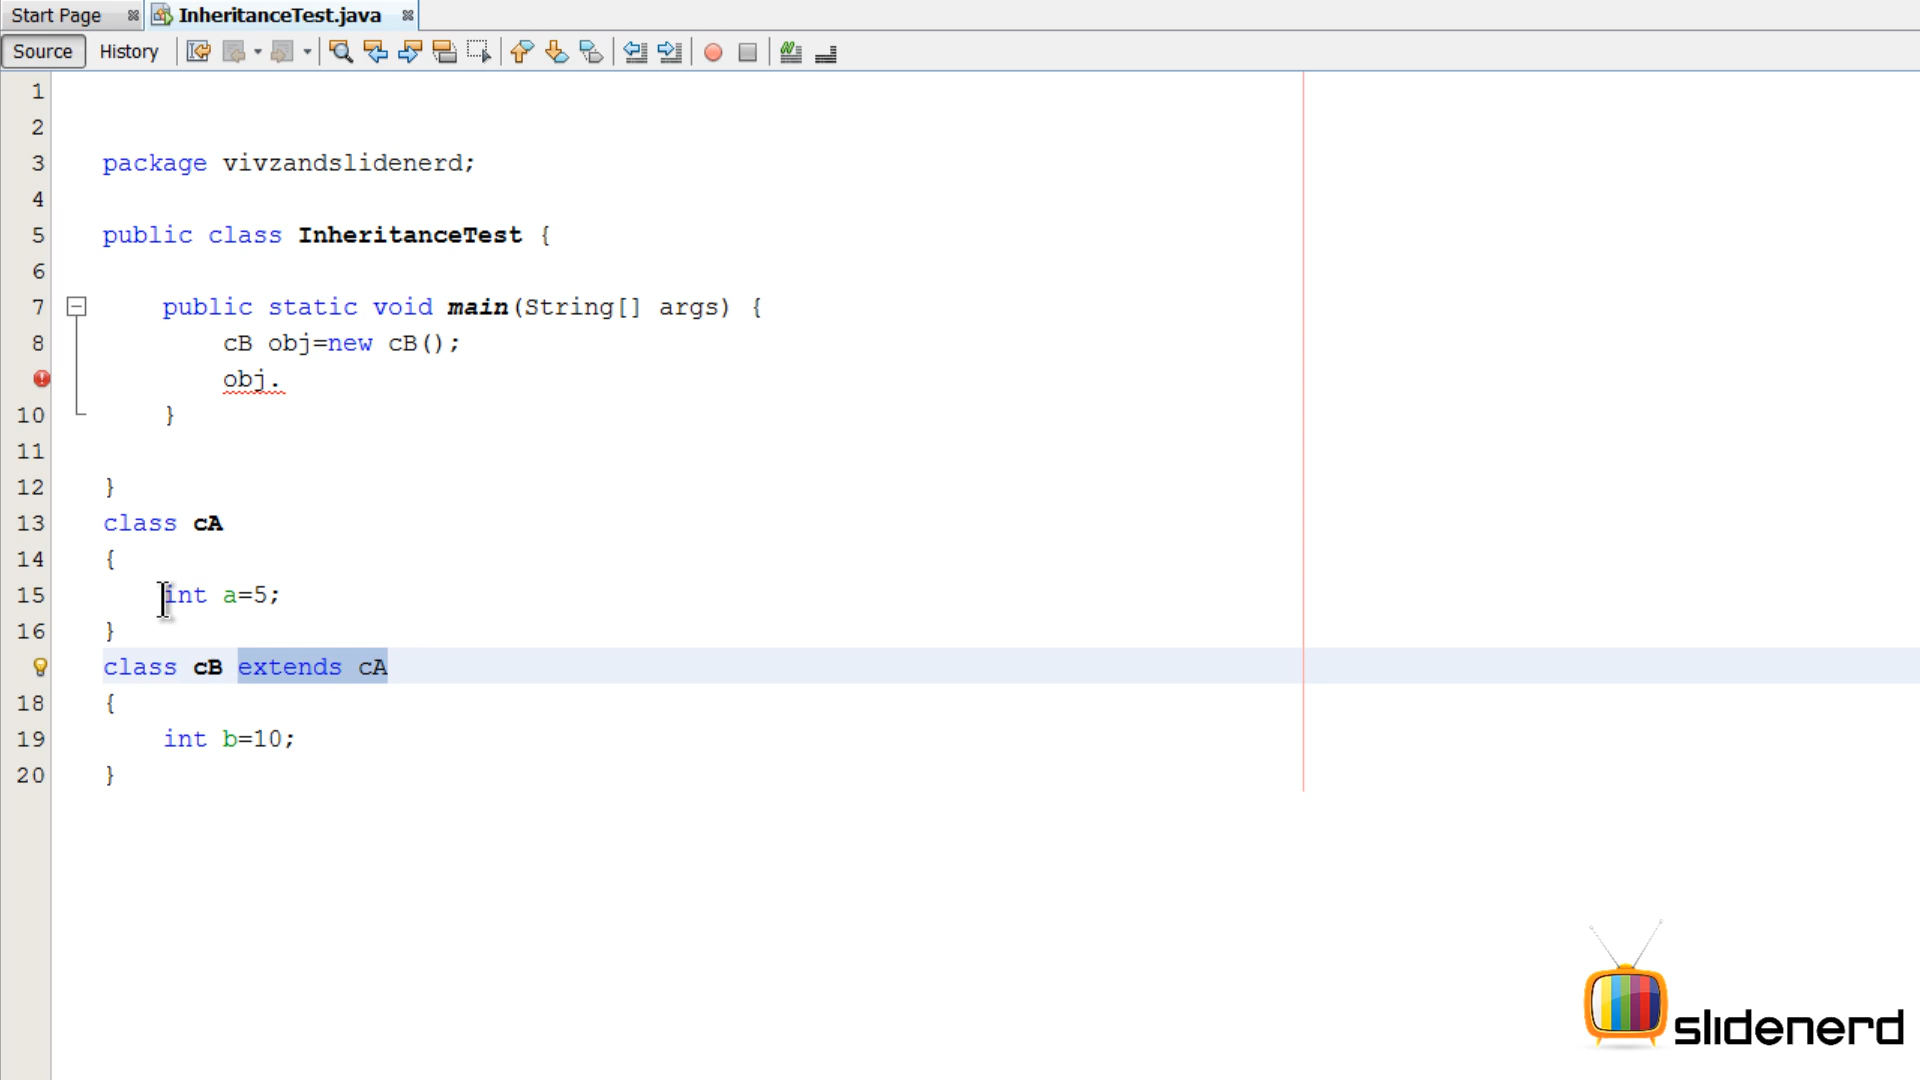 Start Page InheritanceTest.java
Source History
1
2
3 package vivzandslidenerd;
4
5 public class InheritanceTest {
6
7 public static void main(String[] args) {
8 cB obj=new cB();
obj.
10 }
11
12 }
13 class cA
14 {
15 int a=5;
16 }
class cB extends cA
18 {
19 int b=10;
20 }
slidenerd